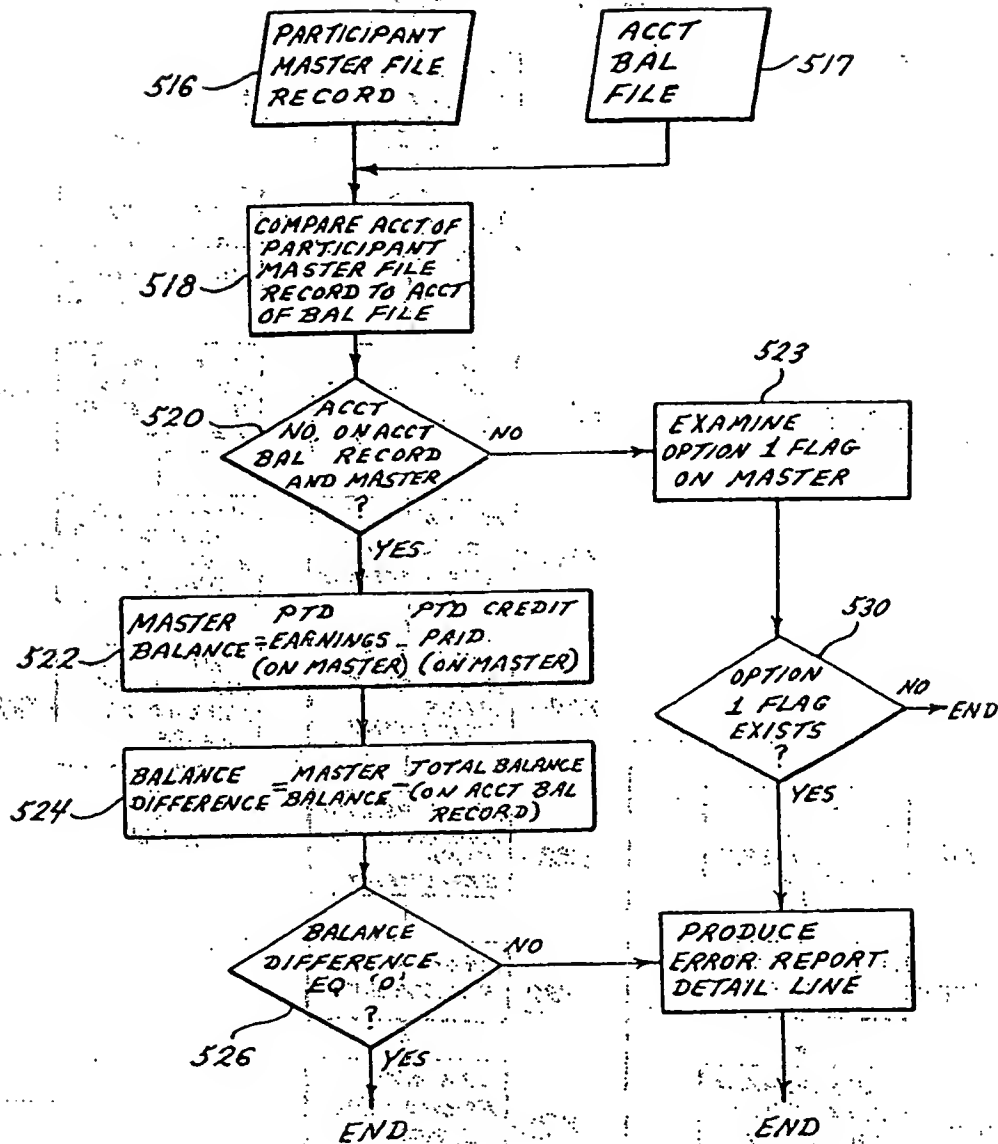 PARTICIPANT
MASTER FILE
RECORD
516
ACCT
BAL
FILE
517
COMPARE ACCT OF
PARTICIPANT
MASTER FILE
RECORD TO ACCT
OF BAL FILE
518
520
ACCT
NO. ON ACCT
BAL RECORD
AND MASTER
?
NO
YES
523
EXAMINE
OPTION 1 FLAG
ON MASTER
522
MASTER PTD PTD CREDIT
BALANCE = EARNINGS - PAID
(ON MASTER) (ON MASTER)
530
OPTION
1 FLAG
EXISTS
?
NO
END
YES
524
BALANCE MASTER TOTAL BALANCE
DIFFERENCE = BALANCE - (ON ACCT BAL
RECORD)
BALANCE
DIFFERENCE
EQ '0'
?
526
NO
YES
END
PRODUCE
ERROR REPORT
DETAIL LINE
END